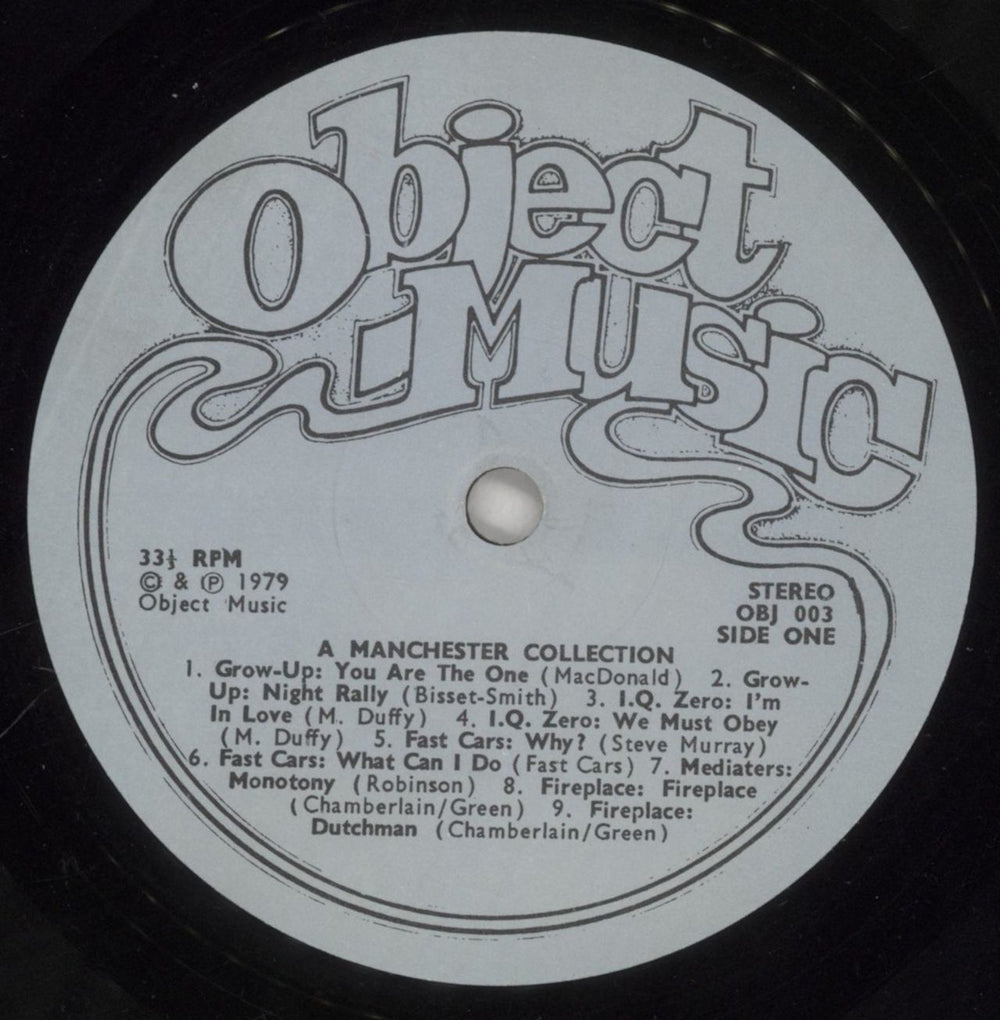 Object
Music
33⅓ RPM
© & ℗ 1979
Object Music
STEREO
OBJ 003
SIDE ONE
A MANCHESTER COLLECTION
1. Grow-Up: You Are The One (MacDonald) 2. Grow-
Up: Night Rally (Bisset-Smith) 3. I.Q. Zero: I'm
In Love (M. Duffy) 4. I.Q. Zero: We Must Obey
(M. Duffy) 5. Fast Cars: Why? (Steve Murray)
6. Fast Cars: What Can I Do (Fast Cars) 7. Mediaters:
Monotony (Robinson) 8. Fireplace: Fireplace
(Chamberlain/Green) 9. Fireplace:
Dutchman (Chamberlain/Green)